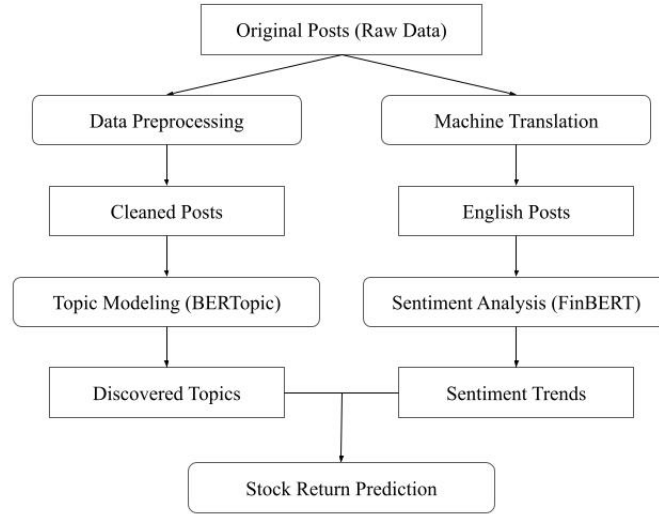 Original Posts (Raw Data)
Data Preprocessing
Machine Translation
Cleaned Posts
English Posts
Topic Modeling (BERTopic)
Sentiment Analysis (FinBERT)
Discovered Topics
Sentiment Trends
Stock Return Prediction